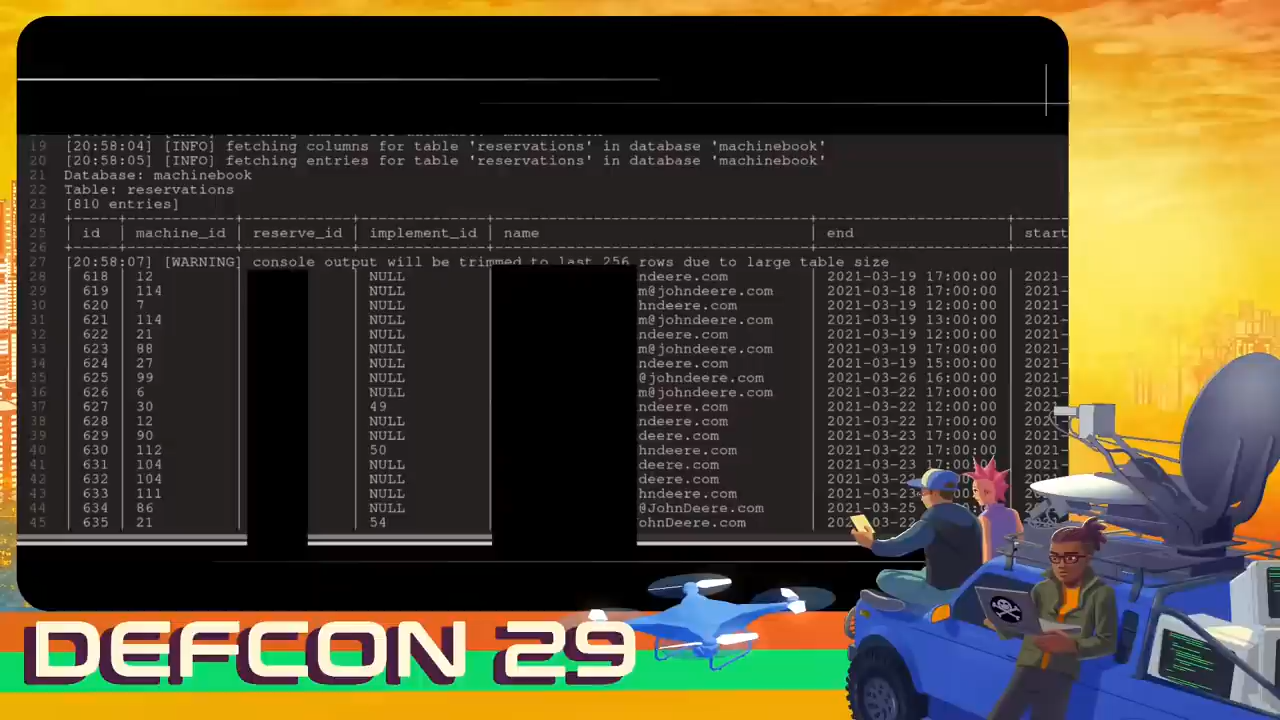 19 [20:58:04] [INFO] fetching columns for table 'reservations' in database 'machinebook'
20 [20:58:05] [INFO] fetching entries for table 'reservations' in database 'machinebook'
21 Database: machinebook
22 Table: reservations
23 [810 entries]
24
25 | id | machine_id | reserve_id | implement_id | name | end | start
26
27 [20:58:07] [WARNING] console output will be trimmed to last 256 rows due to large table size
28 | 618 | 12 | NULL | ndeere.com | 2021-03-19 17:00:00 | 2021-
29 | 619 | 114 | NULL | m@johndeere.com | 2021-03-18 17:00:00 | 2021-
30 | 620 | 7 | NULL | hndeere.com | 2021-03-19 12:00:00 | 2021-
31 | 621 | 114 | NULL | m@johndeere.com | 2021-03-19 13:00:00 | 2021-
32 | 622 | 21 | NULL | ndeere.com | 2021-03-19 12:00:00 | 2021-
33 | 623 | 88 | NULL | m@johndeere.com | 2021-03-19 17:00:00 | 2021-
34 | 624 | 27 | NULL | ndeere.com | 2021-03-19 15:00:00 | 2021-
35 | 625 | 99 | NULL | @johndeere.com | 2021-03-26 16:00:00 | 2021-
36 | 626 | 6 | NULL | m@johndeere.com | 2021-03-22 17:00:00 | 2021-
37 | 627 | 30 | 49 | ndeere.com | 2021-03-22 12:00:00 | 2021-
38 | 628 | 12 | NULL | ndeere.com | 2021-03-22 17:00:00
39 | 629 | 90 | NULL | deere.com | 2021-03-23 17:00:00
40 | 630 | 112 | 50 | hndeere.com | 2021-03-22 17:00:00
41 | 631 | 104 | NULL | deere.com | 2021-03-23 17:00
42 | 632 | 104 | NULL | deere.com | 2021-03-22
43 | 633 | 111 | NULL | hndeere.com | 2021-03-23
44 | 634 | 86 | NULL | @JohnDeere.com | 2021-03-25
45 | 635 | 21 | 54 | ohnDeere.com | 2021-03-22
DEFCON 29